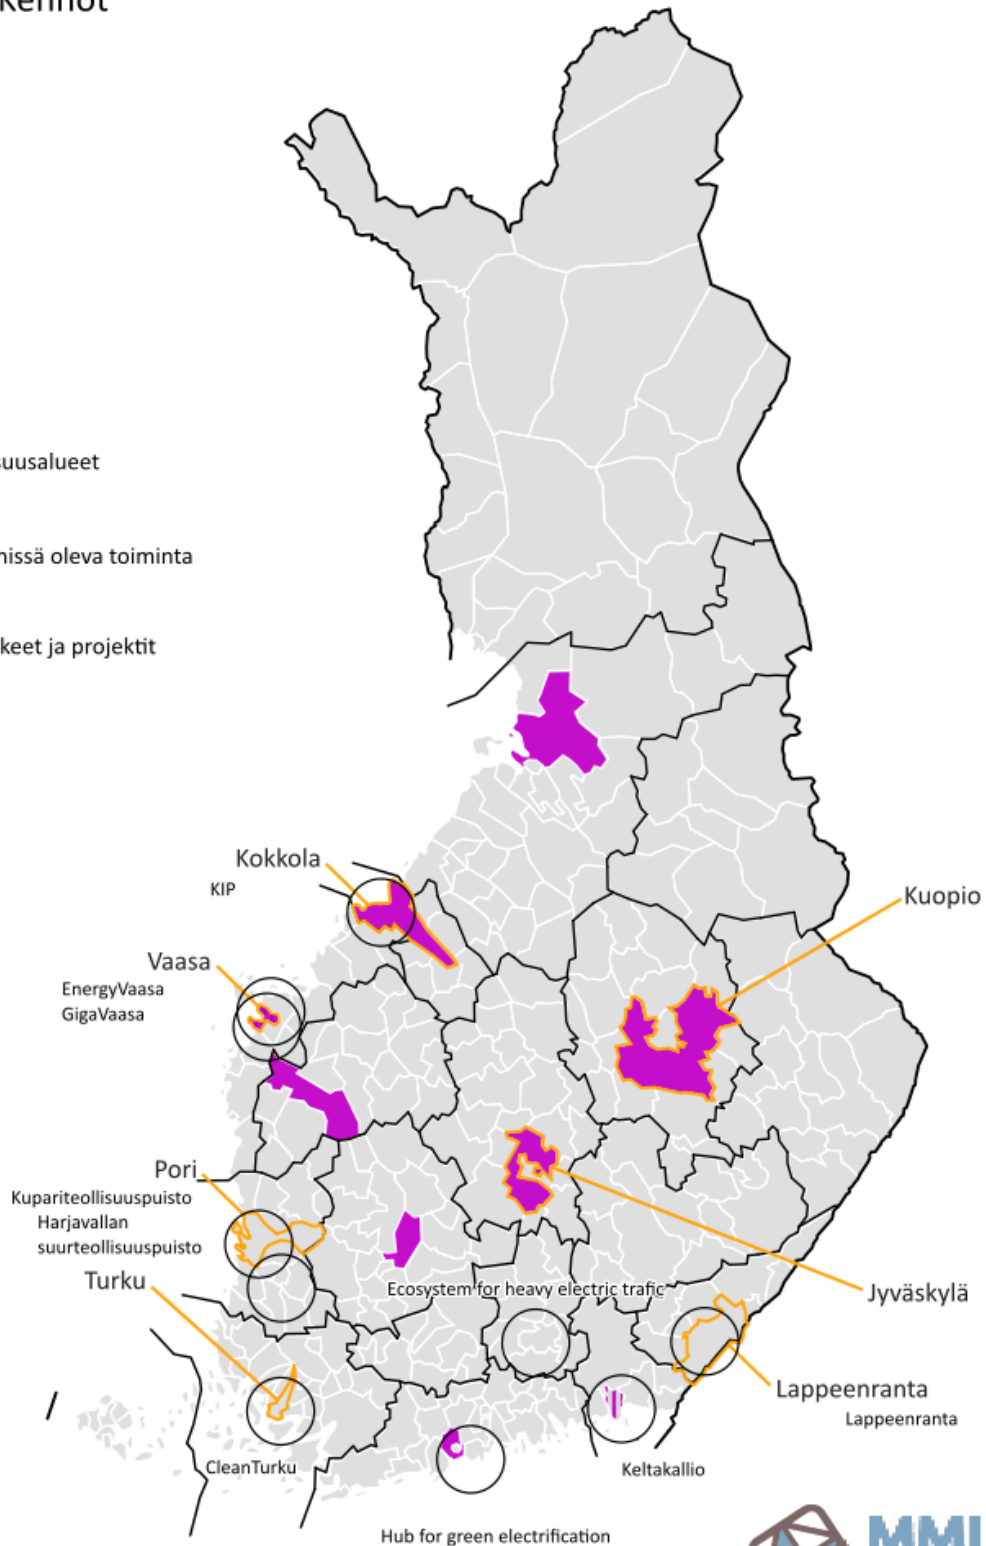 suusalueet
nissä oleva toiminta
keet ja projektit
Kokkola
KIP
Kuopio
Vaasa
EnergyVaasa
GigaVaasa
Pori
Kupariteollisuuspuisto
Harjavallan
suurteollisuuspuisto
Turku
Ecosystem for heavy electric trafic
Jyväskylä
Lappeenranta
Lappeenranta
CleanTurku
Keltakallio
Hub for green electrification